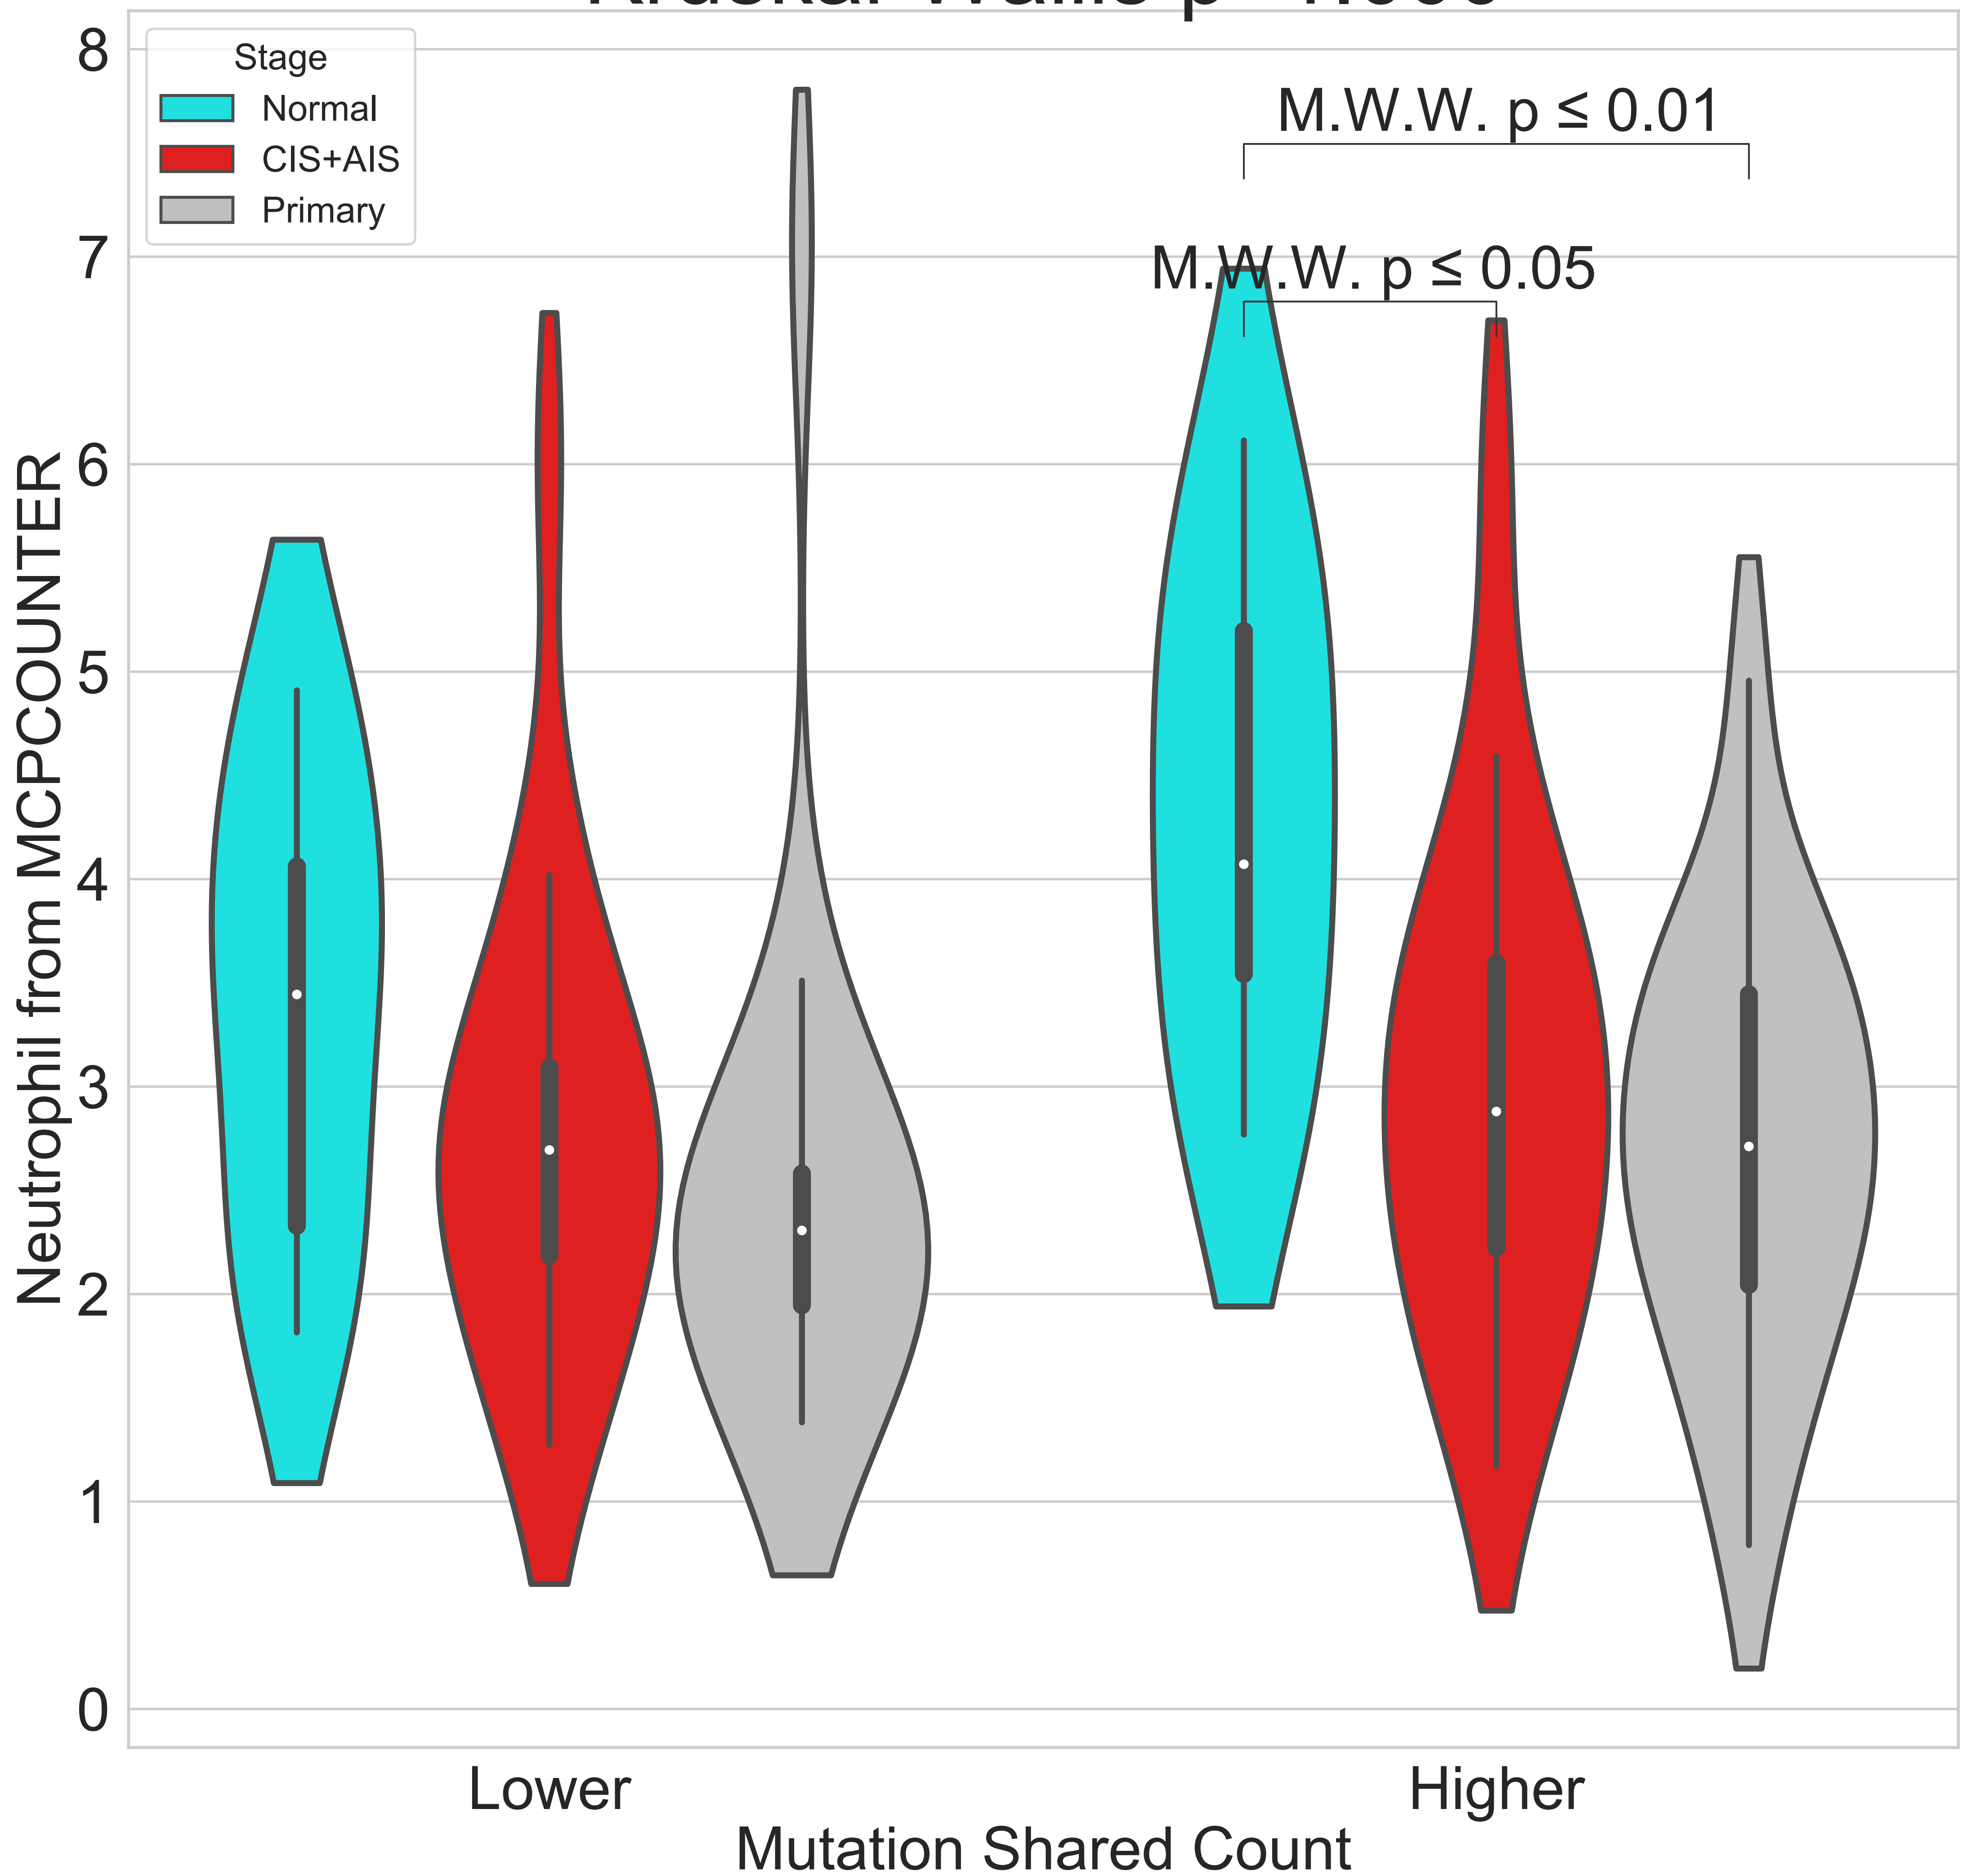 Stage
Normal
CIS+AIS
Primary
M.W.W. p ≤ 0.01
M.W.W. p ≤ 0.05
Neutrophil from MCPCOUNTER
8
7
6
5
4
3
2
1
0
Lower
Higher
Mutation Shared Count